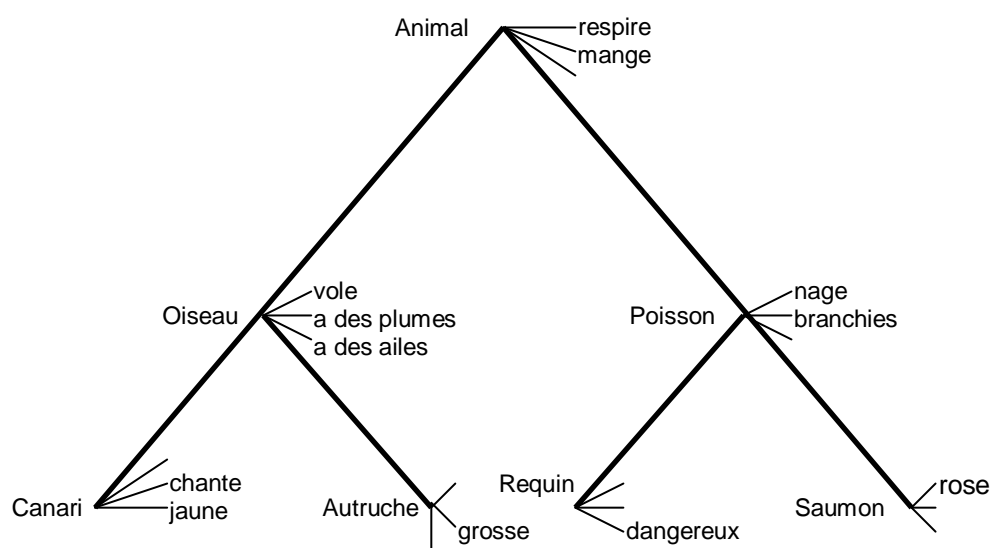 Animal
respire
mange
Oiseau
vole
a des plumes
a des ailes
Poisson
nage
branchies
Canari
chante
jaune
Autruche
grosse
Requin
dangereux
Saumon
rose